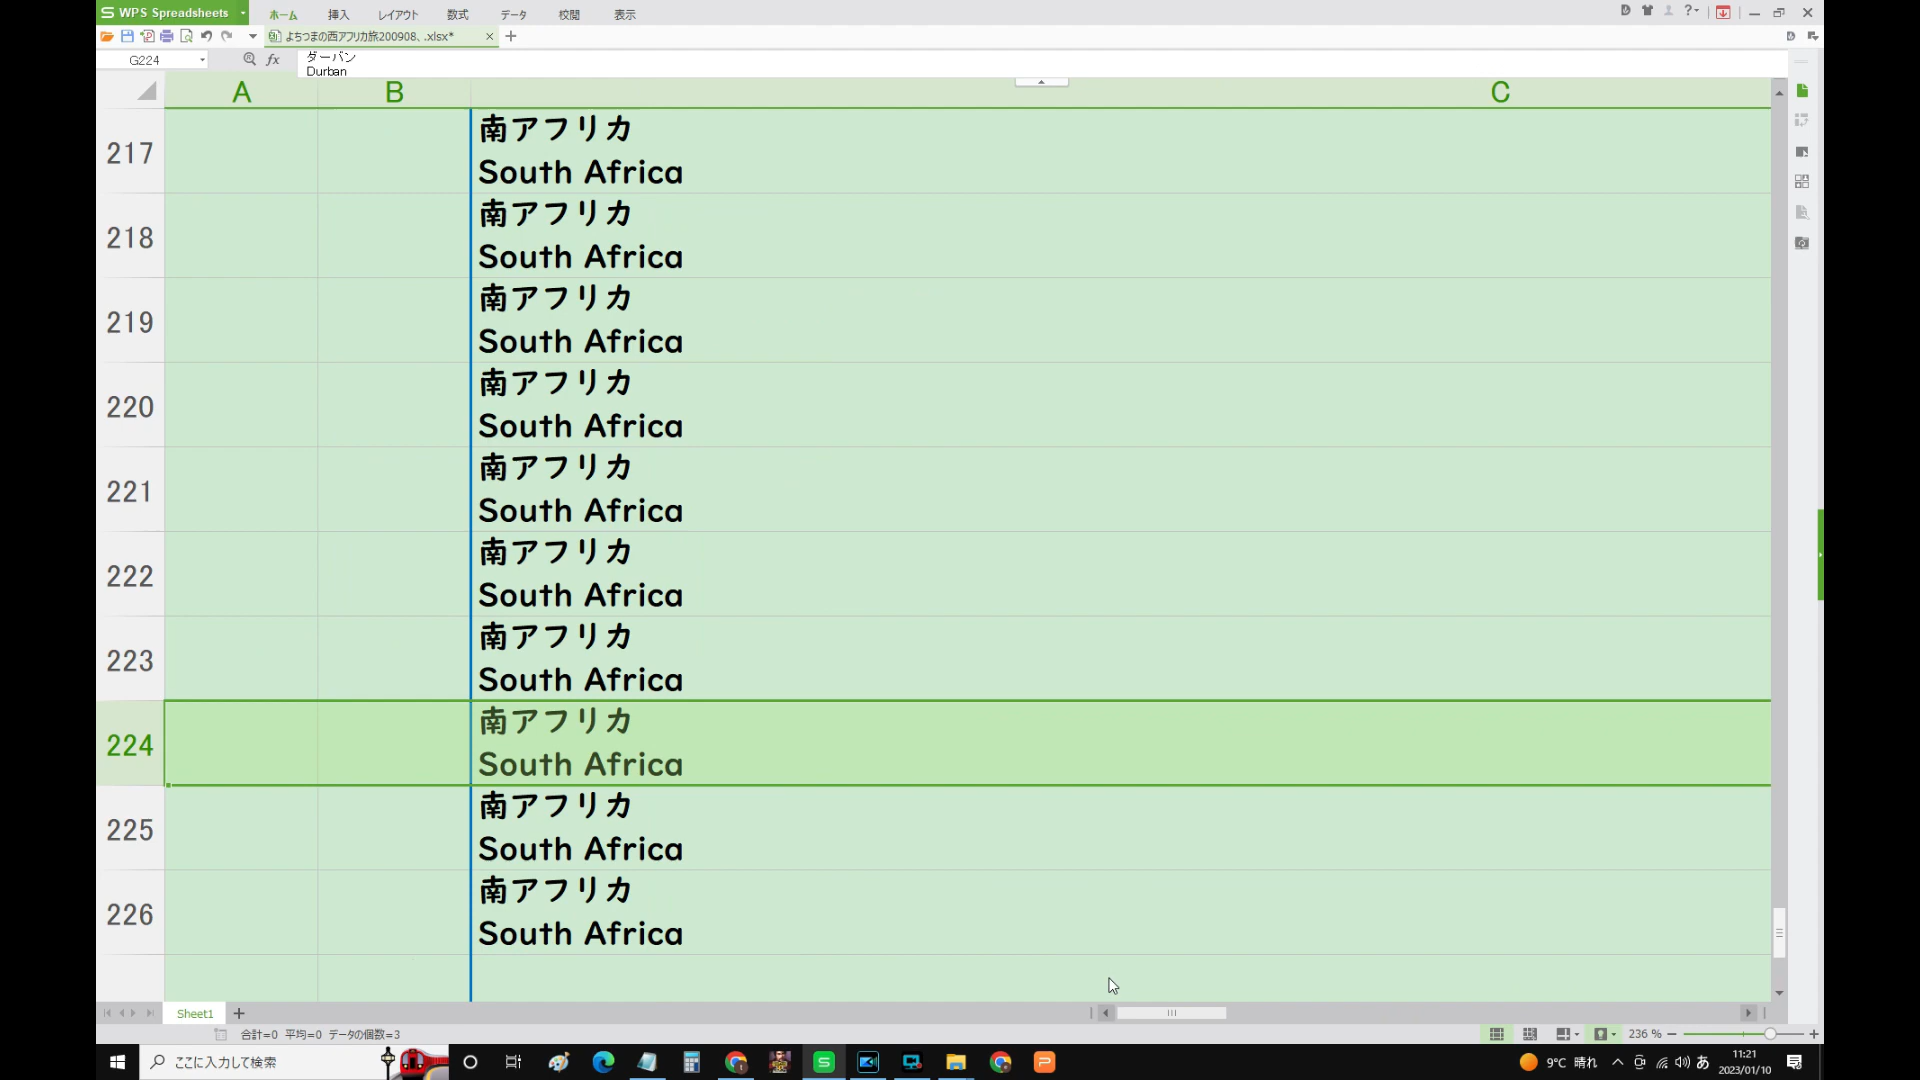 WPS Spreadsheets
ホーム 挿入 レイアウト 数式 データ 校閲 表示
よちつまの西アフリカ旅200908、.xlsx*
G224
fx
ダーバン
Durban
A B C
217
南アフリカ
South Africa
218
南アフリカ
South Africa
219
南アフリカ
South Africa
220
南アフリカ
South Africa
221
南アフリカ
South Africa
222
南アフリカ
South Africa
223
南アフリカ
South Africa
224
南アフリカ
South Africa
225
南アフリカ
South Africa
226
南アフリカ
South Africa
Sheet1
合計=0 平均=0 データの個数=3
236 %
ここに入力して検索
9°C 晴れ
あ
11:21
2023/01/10